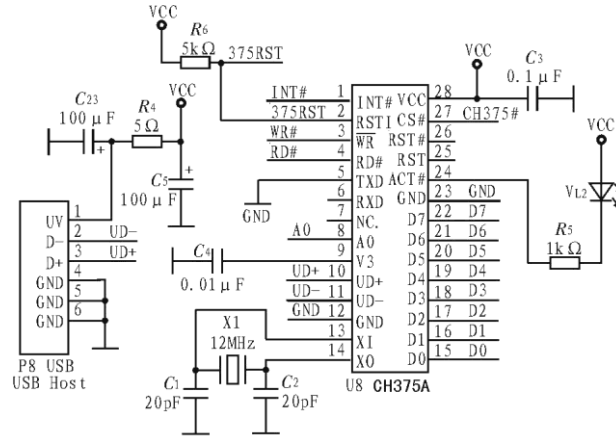 VCC
R6
5kΩ
375RST
VCC
C3
0.1μF
C23
100μF
R4
5Ω
VCC
+
C5
+
100μF
GND
UV 1
D- 2 UD-
D+ 3 UD+
GND 4
GND 5
GND 6
P8 USB
USB Host
INT# 1 INT#
375RST 2 RSTI
WR# 3 WR
RD# 4 RD#
5 TXD
6 RXD
7 NC.
A0 8 A0
9 V3
UD+ 10 UD+
UD- 11 UD-
GND 12 GND
13 XI
14 XO
VCC 28
CS# 27 CH375#
RST# 26
RST 25
ACT# 24
GND 23 GND
D7 22 D7
D6 21 D6
D5 20 D5
D4 19 D4
D3 18 D3
D2 17 D2
D1 16 D1
D0 15 D0
U8 CH375A
C4
0.01μF
X1
12MHz
C1
20pF
C2
20pF
VCC
VL2
R5
1kΩ